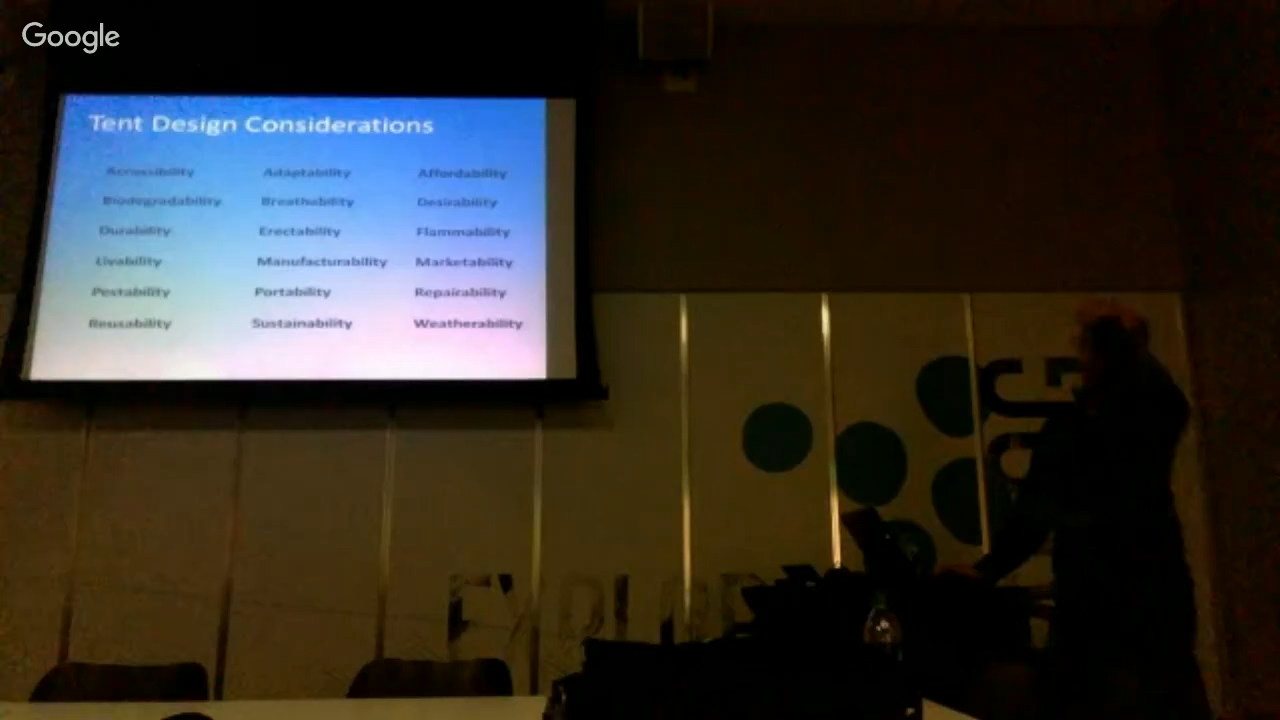 Google
Tent Design Considerations
Accessibility Adaptability Affordability
Biodegradability Breathability Desirability
Durability Erectability Flammability
Livability Manufacturability Marketability
Pestability Portability Repairability
Reusability Sustainability Weatherability